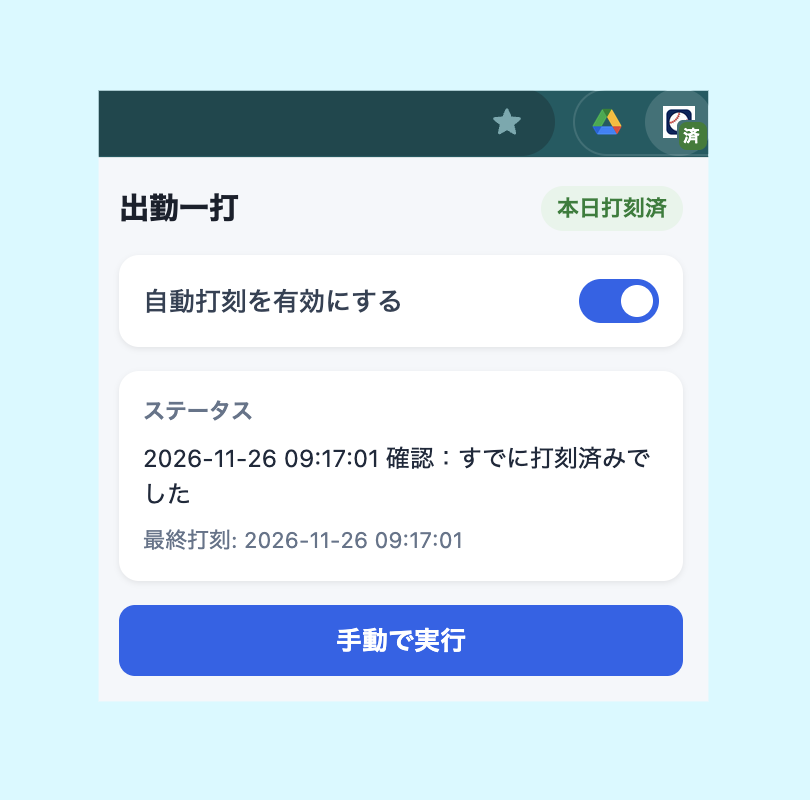 済
出勤一打
本日打刻済
自動打刻を有効にする
ステータス
2026-11-26 09:17:01 確認：すでに打刻済みで
した
最終打刻: 2026-11-26 09:17:01
手動で実行